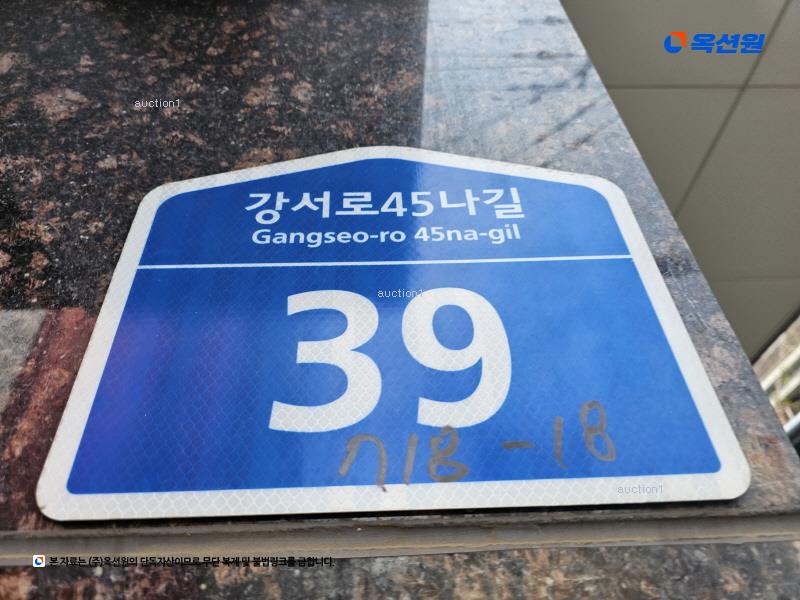 옥션원
auction1
강서로45나길
Gangseo-ro 45na-gil
auction1
39
718-18
auction1
본 자료는 (주)옥션원의 단독자산이므로 무단 복제 및 불법링크를 금합니다.